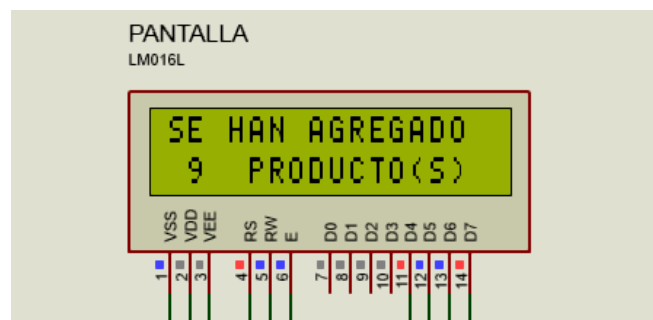 PANTALLA
LM016L
SE HAN AGREGADO
9 PRODUCTO(S)
VSS VDD VEE RS RW E D0 D1 D2 D3 D4 D5 D6 D7
1 2 3 4 5 6 7 8 9 10 11 12 13 14